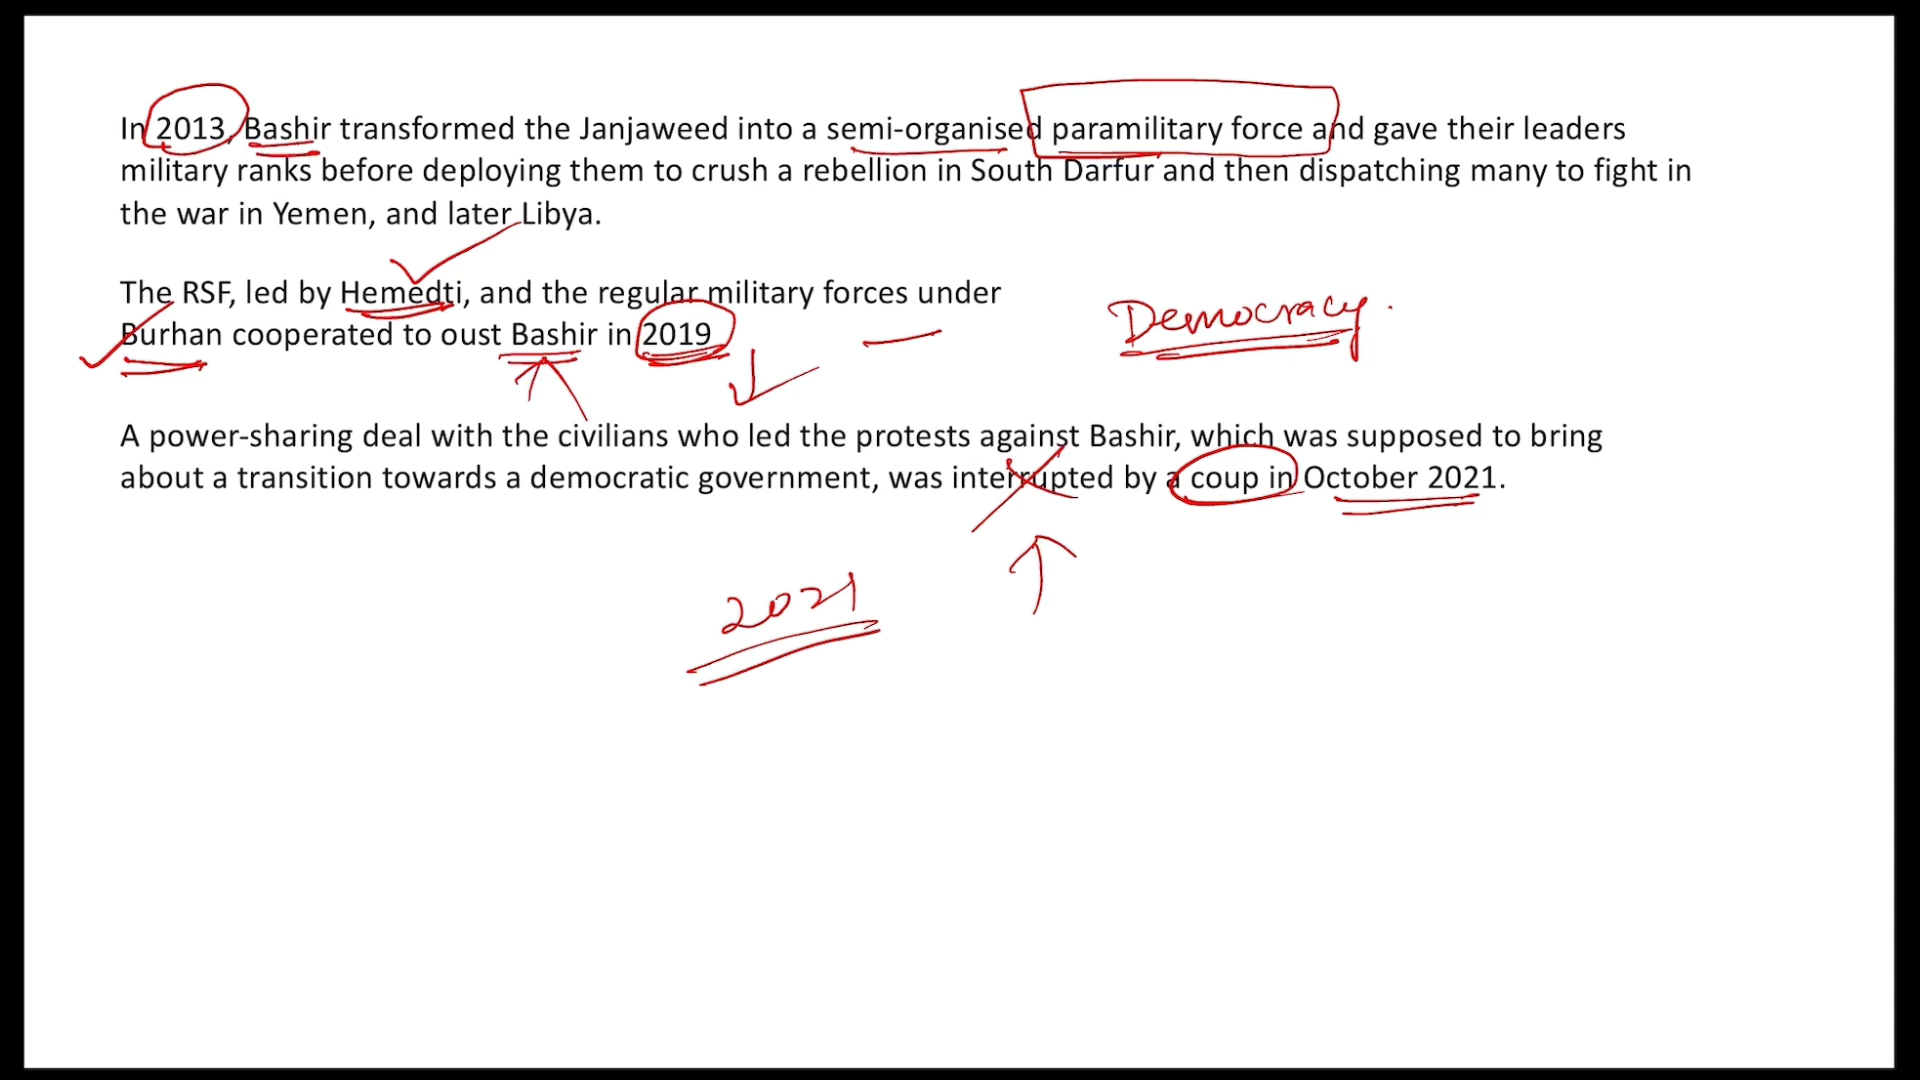 In 2013, Bashir transformed the Janjaweed into a semi-organised paramilitary force and gave their leaders
military ranks before deploying them to crush a rebellion in South Darfur and then dispatching many to fight in
the war in Yemen, and later Libya.
The RSF, led by Hemedti, and the regular military forces under
Burhan cooperated to oust Bashir in 2019
Democracy.
A power-sharing deal with the civilians who led the protests against Bashir, which was supposed to bring
about a transition towards a democratic government, was interrupted by a coup in October 2021.
2021